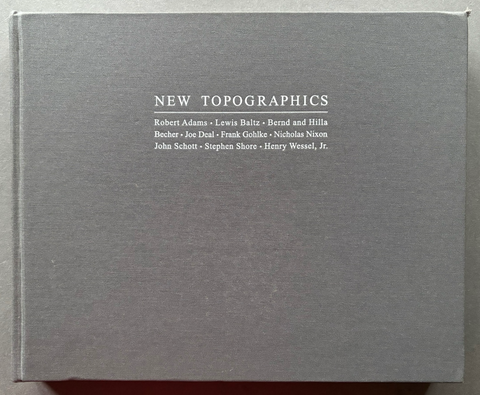 NEW TOPOGRAPHICS
Robert Adams • Lewis Baltz • Bernd and Hilla
Becher • Joe Deal • Frank Gohlke • Nicholas Nixon
John Schott • Stephen Shore • Henry Wessel, Jr.